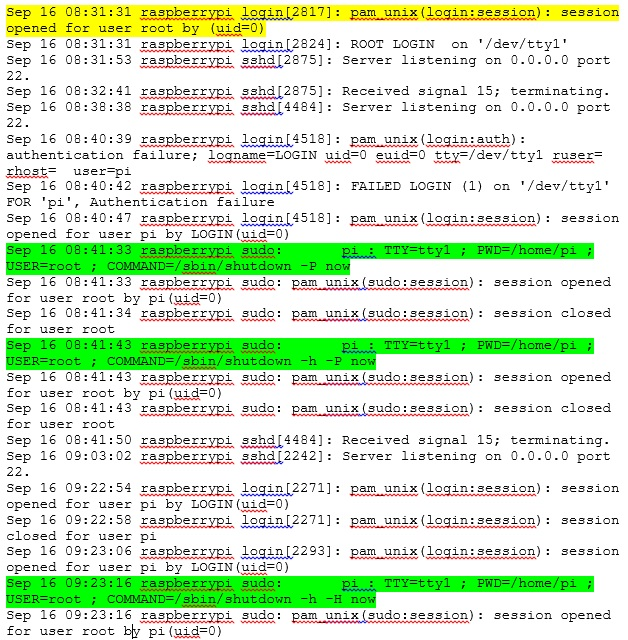 Sep 16 08:31:31 raspberrypi login[2817]: pam_unix(login:session): session
opened for user root by (uid=0)
Sep 16 08:31:31 raspberrypi login[2824]: ROOT LOGIN  on '/dev/tty1'
Sep 16 08:31:53 raspberrypi sshd[2875]: Server listening on 0.0.0.0 port
22.
Sep 16 08:32:41 raspberrypi sshd[2875]: Received signal 15; terminating.
Sep 16 08:38:38 raspberrypi sshd[4484]: Server listening on 0.0.0.0 port
22.
Sep 16 08:40:39 raspberrypi login[4518]: pam_unix(login:auth):
authentication failure; logname=LOGIN uid=0 euid=0 tty=/dev/tty1 ruser=
rhost=  user=pi
Sep 16 08:40:42 raspberrypi login[4518]: FAILED LOGIN (1) on '/dev/tty1'
FOR 'pi', Authentication failure
Sep 16 08:40:47 raspberrypi login[4518]: pam_unix(login:session): session
opened for user pi by LOGIN(uid=0)
Sep 16 08:41:33 raspberrypi sudo:       pi : TTY=tty1 ; PWD=/home/pi ;
USER=root ; COMMAND=/sbin/shutdown -P now
Sep 16 08:41:33 raspberrypi sudo: pam_unix(sudo:session): session opened
for user root by pi(uid=0)
Sep 16 08:41:34 raspberrypi sudo: pam_unix(sudo:session): session closed
for user root
Sep 16 08:41:43 raspberrypi sudo:       pi : TTY=tty1 ; PWD=/home/pi ;
USER=root ; COMMAND=/sbin/shutdown -h -P now
Sep 16 08:41:43 raspberrypi sudo: pam_unix(sudo:session): session opened
for user root by pi(uid=0)
Sep 16 08:41:43 raspberrypi sudo: pam_unix(sudo:session): session closed
for user root
Sep 16 08:41:50 raspberrypi sshd[4484]: Received signal 15; terminating.
Sep 16 09:03:02 raspberrypi sshd[2242]: Server listening on 0.0.0.0 port
22.
Sep 16 09:22:54 raspberrypi login[2271]: pam_unix(login:session): session
opened for user pi by LOGIN(uid=0)
Sep 16 09:22:58 raspberrypi login[2271]: pam_unix(login:session): session
closed for user pi
Sep 16 09:23:06 raspberrypi login[2293]: pam_unix(login:session): session
opened for user pi by LOGIN(uid=0)
Sep 16 09:23:16 raspberrypi sudo:       pi : TTY=tty1 ; PWD=/home/pi ;
USER=root ; COMMAND=/sbin/shutdown -h -H now
Sep 16 09:23:16 raspberrypi sudo: pam_unix(sudo:session): session opened
for user root by pi(uid=0)